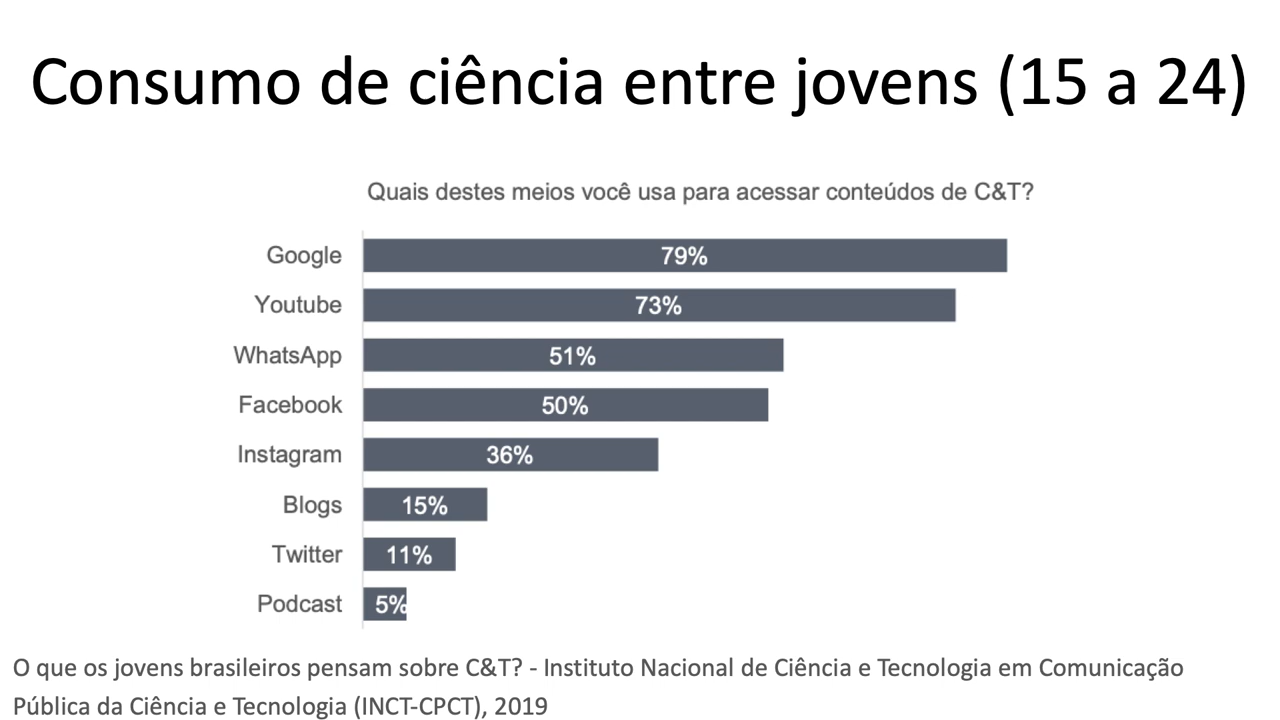 Consumo de ciência entre jovens (15 a 24)
Quais destes meios você usa para acessar conteúdos de C&T?
Google 79%
Youtube 73%
WhatsApp 51%
Facebook 50%
Instagram 36%
Blogs 15%
Twitter 11%
Podcast 5%
O que os jovens brasileiros pensam sobre C&T? - Instituto Nacional de Ciência e Tecnologia em Comunicação
Pública da Ciência e Tecnologia (INCT-CPCT), 2019